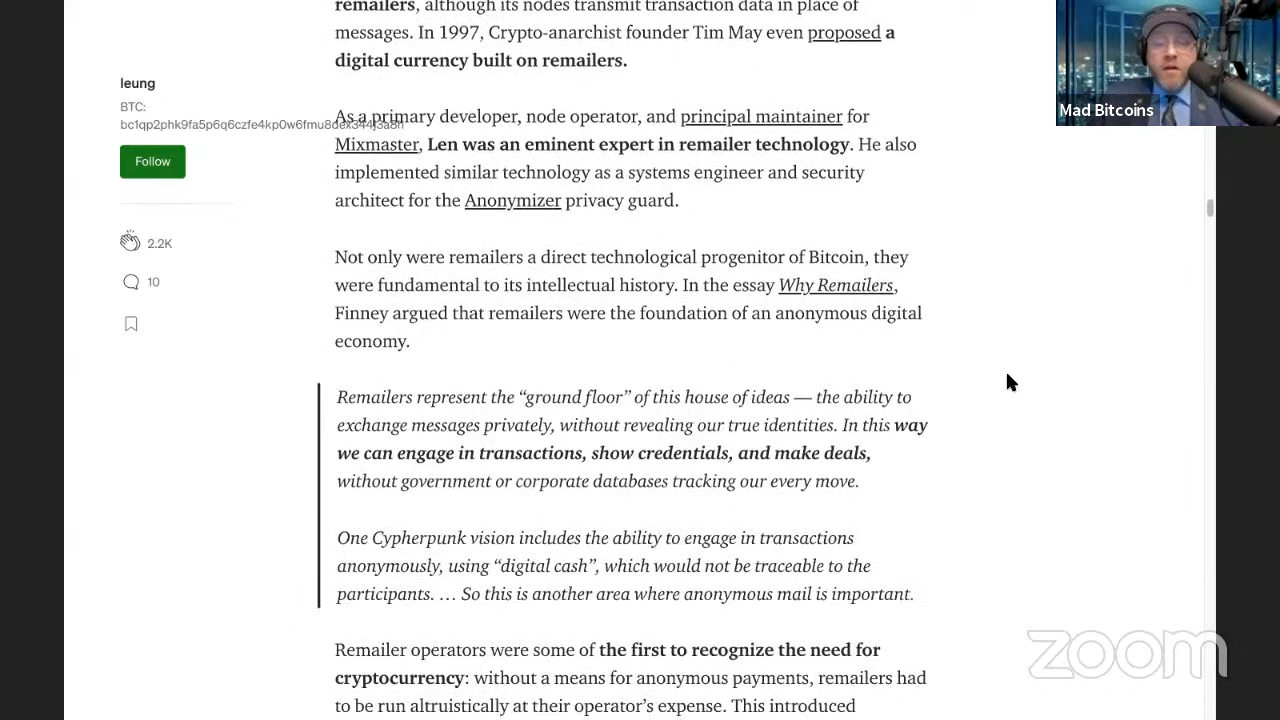 remailers, although its nodes transmit transaction data in place of
messages. In 1997, Crypto-anarchist founder Tim May even proposed a
digital currency built on remailers.
Mad Bitcoins
leung
BTC:
As a primary developer, node operator, and principal maintainer for
Mixmaster, Len was an eminent expert in remailer technology. He also
implemented similar technology as a systems engineer and security
architect for the Anonymizer privacy guard.
Follow
2.2K
10
Not only were remailers a direct technological progenitor of Bitcoin, they
were fundamental to its intellectual history. In the essay Why Remailers,
Finney argued that remailers were the foundation of an anonymous digital
economy.
Remailers represent the “ground floor” of this house of ideas — the ability to
exchange messages privately, without revealing our true identities. In this way
we can engage in transactions, show credentials, and make deals,
without government or corporate databases tracking our every move.
One Cypherpunk vision includes the ability to engage in transactions
anonymously, using “digital cash”, which would not be traceable to the
participants. … So this is another area where anonymous mail is important.
Remailer operators were some of the first to recognize the need for
cryptocurrency: without a means for anonymous payments, remailers had
to be run altruistically at their operator’s expense. This introduced
zoom